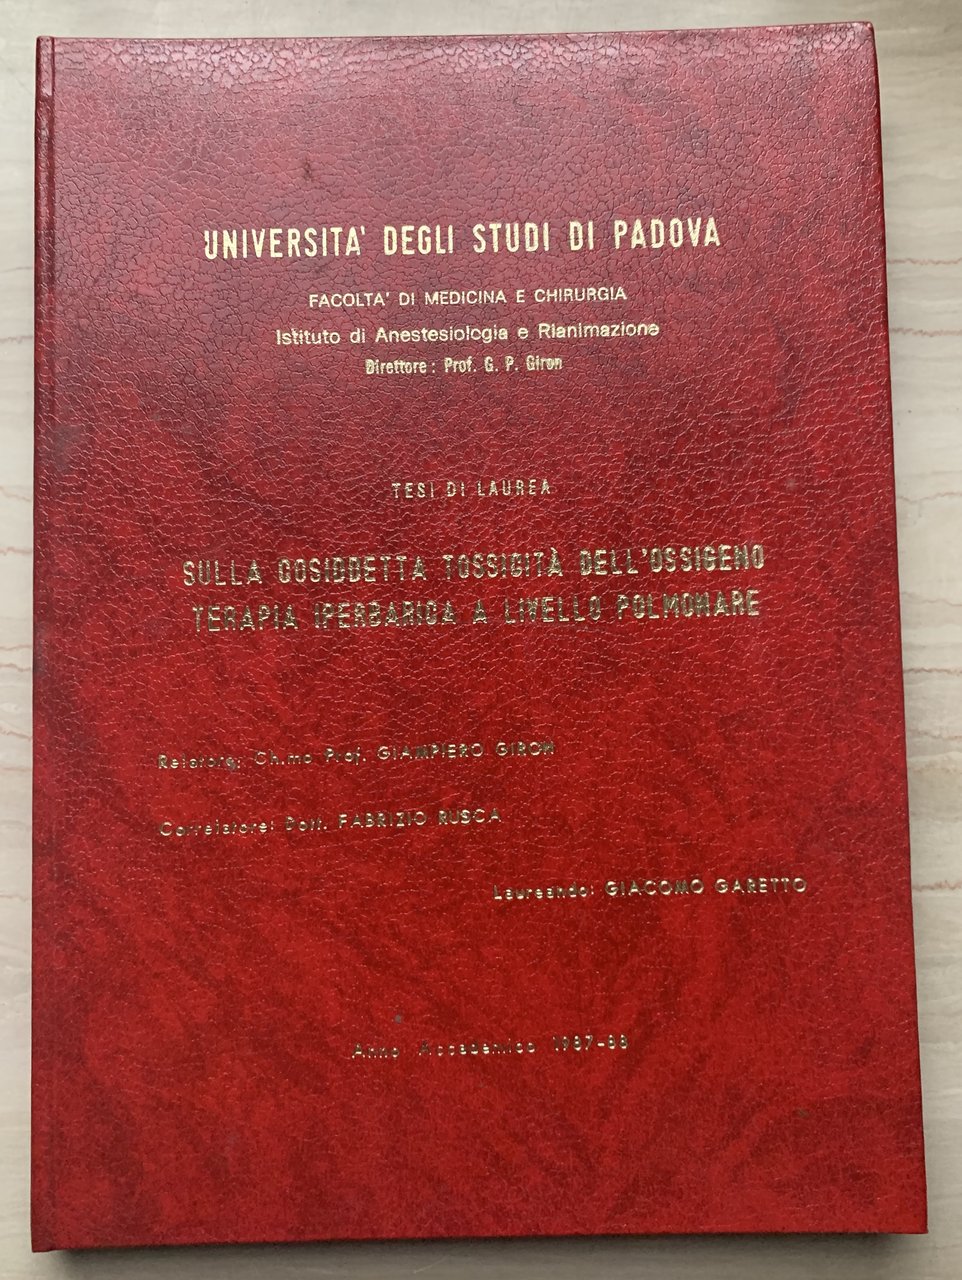 UNIVERSITA' DEGLI STUDI DI PADOVA
FACOLTA' DI MEDICINA E CHIRURGIA
Istituto di Anestesiologia e Rianimazione
Direttore: Prof. G. P. Giron
TESI DI LAUREA
SULLA COSIDDETTA TOSSICITÀ DELL'OSSIGENO
TERAPIA IPERBARICA A LIVELLO POLMONARE
Relatore: Ch.mo Prof. GIAMPIERO GIRON
Correlatore: Dott. FABRIZIO RUSCA
Laureando: GIACOMO GARETTO
Anno Accademico 1987-88